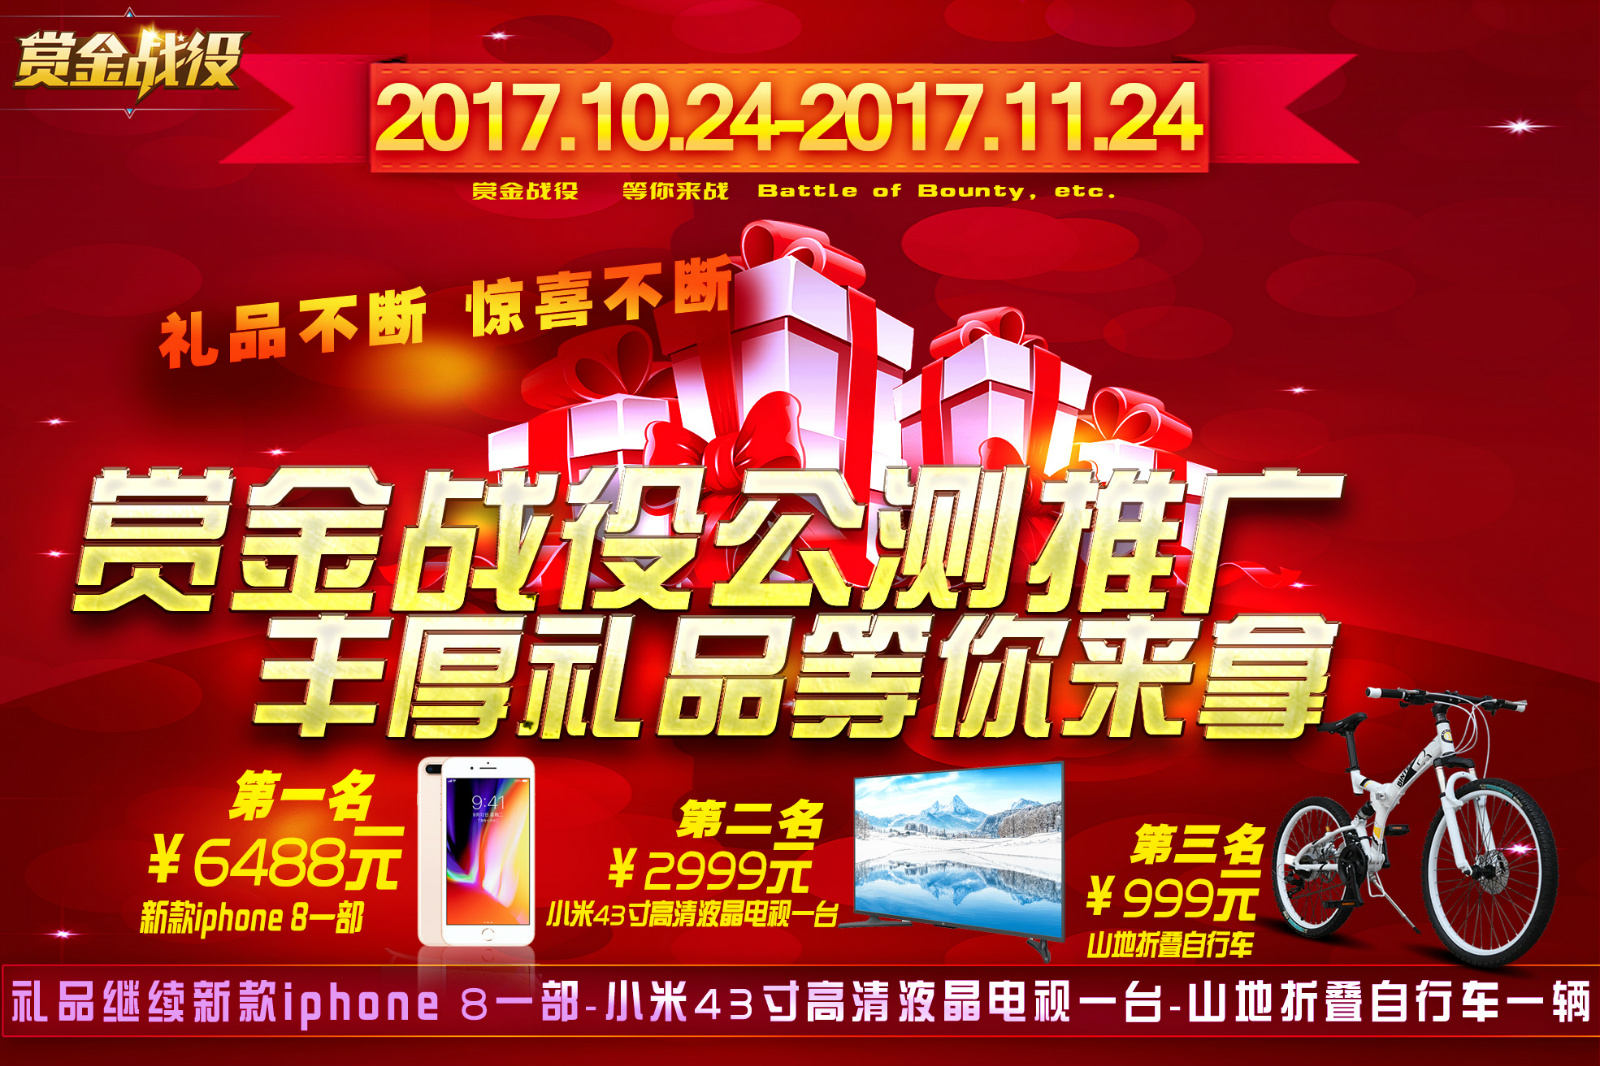 赏金战役
2017.10.24-2017.11.24
赏金战役 等你来战 Battle of Bounty, etc.
礼品不断 惊喜不断
赏金战役公测推广
丰厚礼品等你来拿
第一名
¥6488元
新款iphone 8一部
9:41
第二名
¥2999元
小米43寸高清液晶电视一台
第三名
¥999元
山地折叠自行车
礼品继续新款iphone 8一部-小米43寸高清液晶电视一台-山地折叠自行车一辆